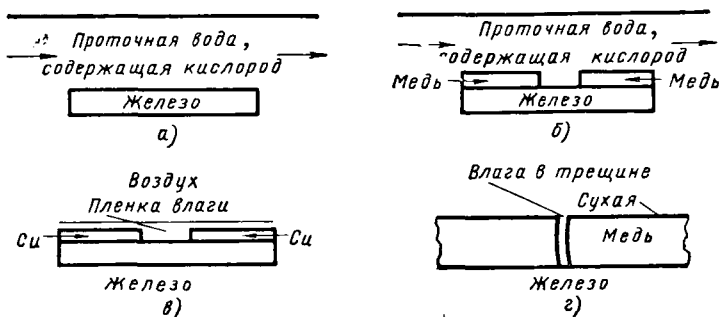 Проточная вода,
содержащая кислород
Железо
а)
Проточная вода,
содержащая кислород
Медь
Медь
Железо
б)
Воздух
Пленка влаги
Cu
Cu
Железо
в)
Влага в трещине
Сухая
Медь
Железо
г)